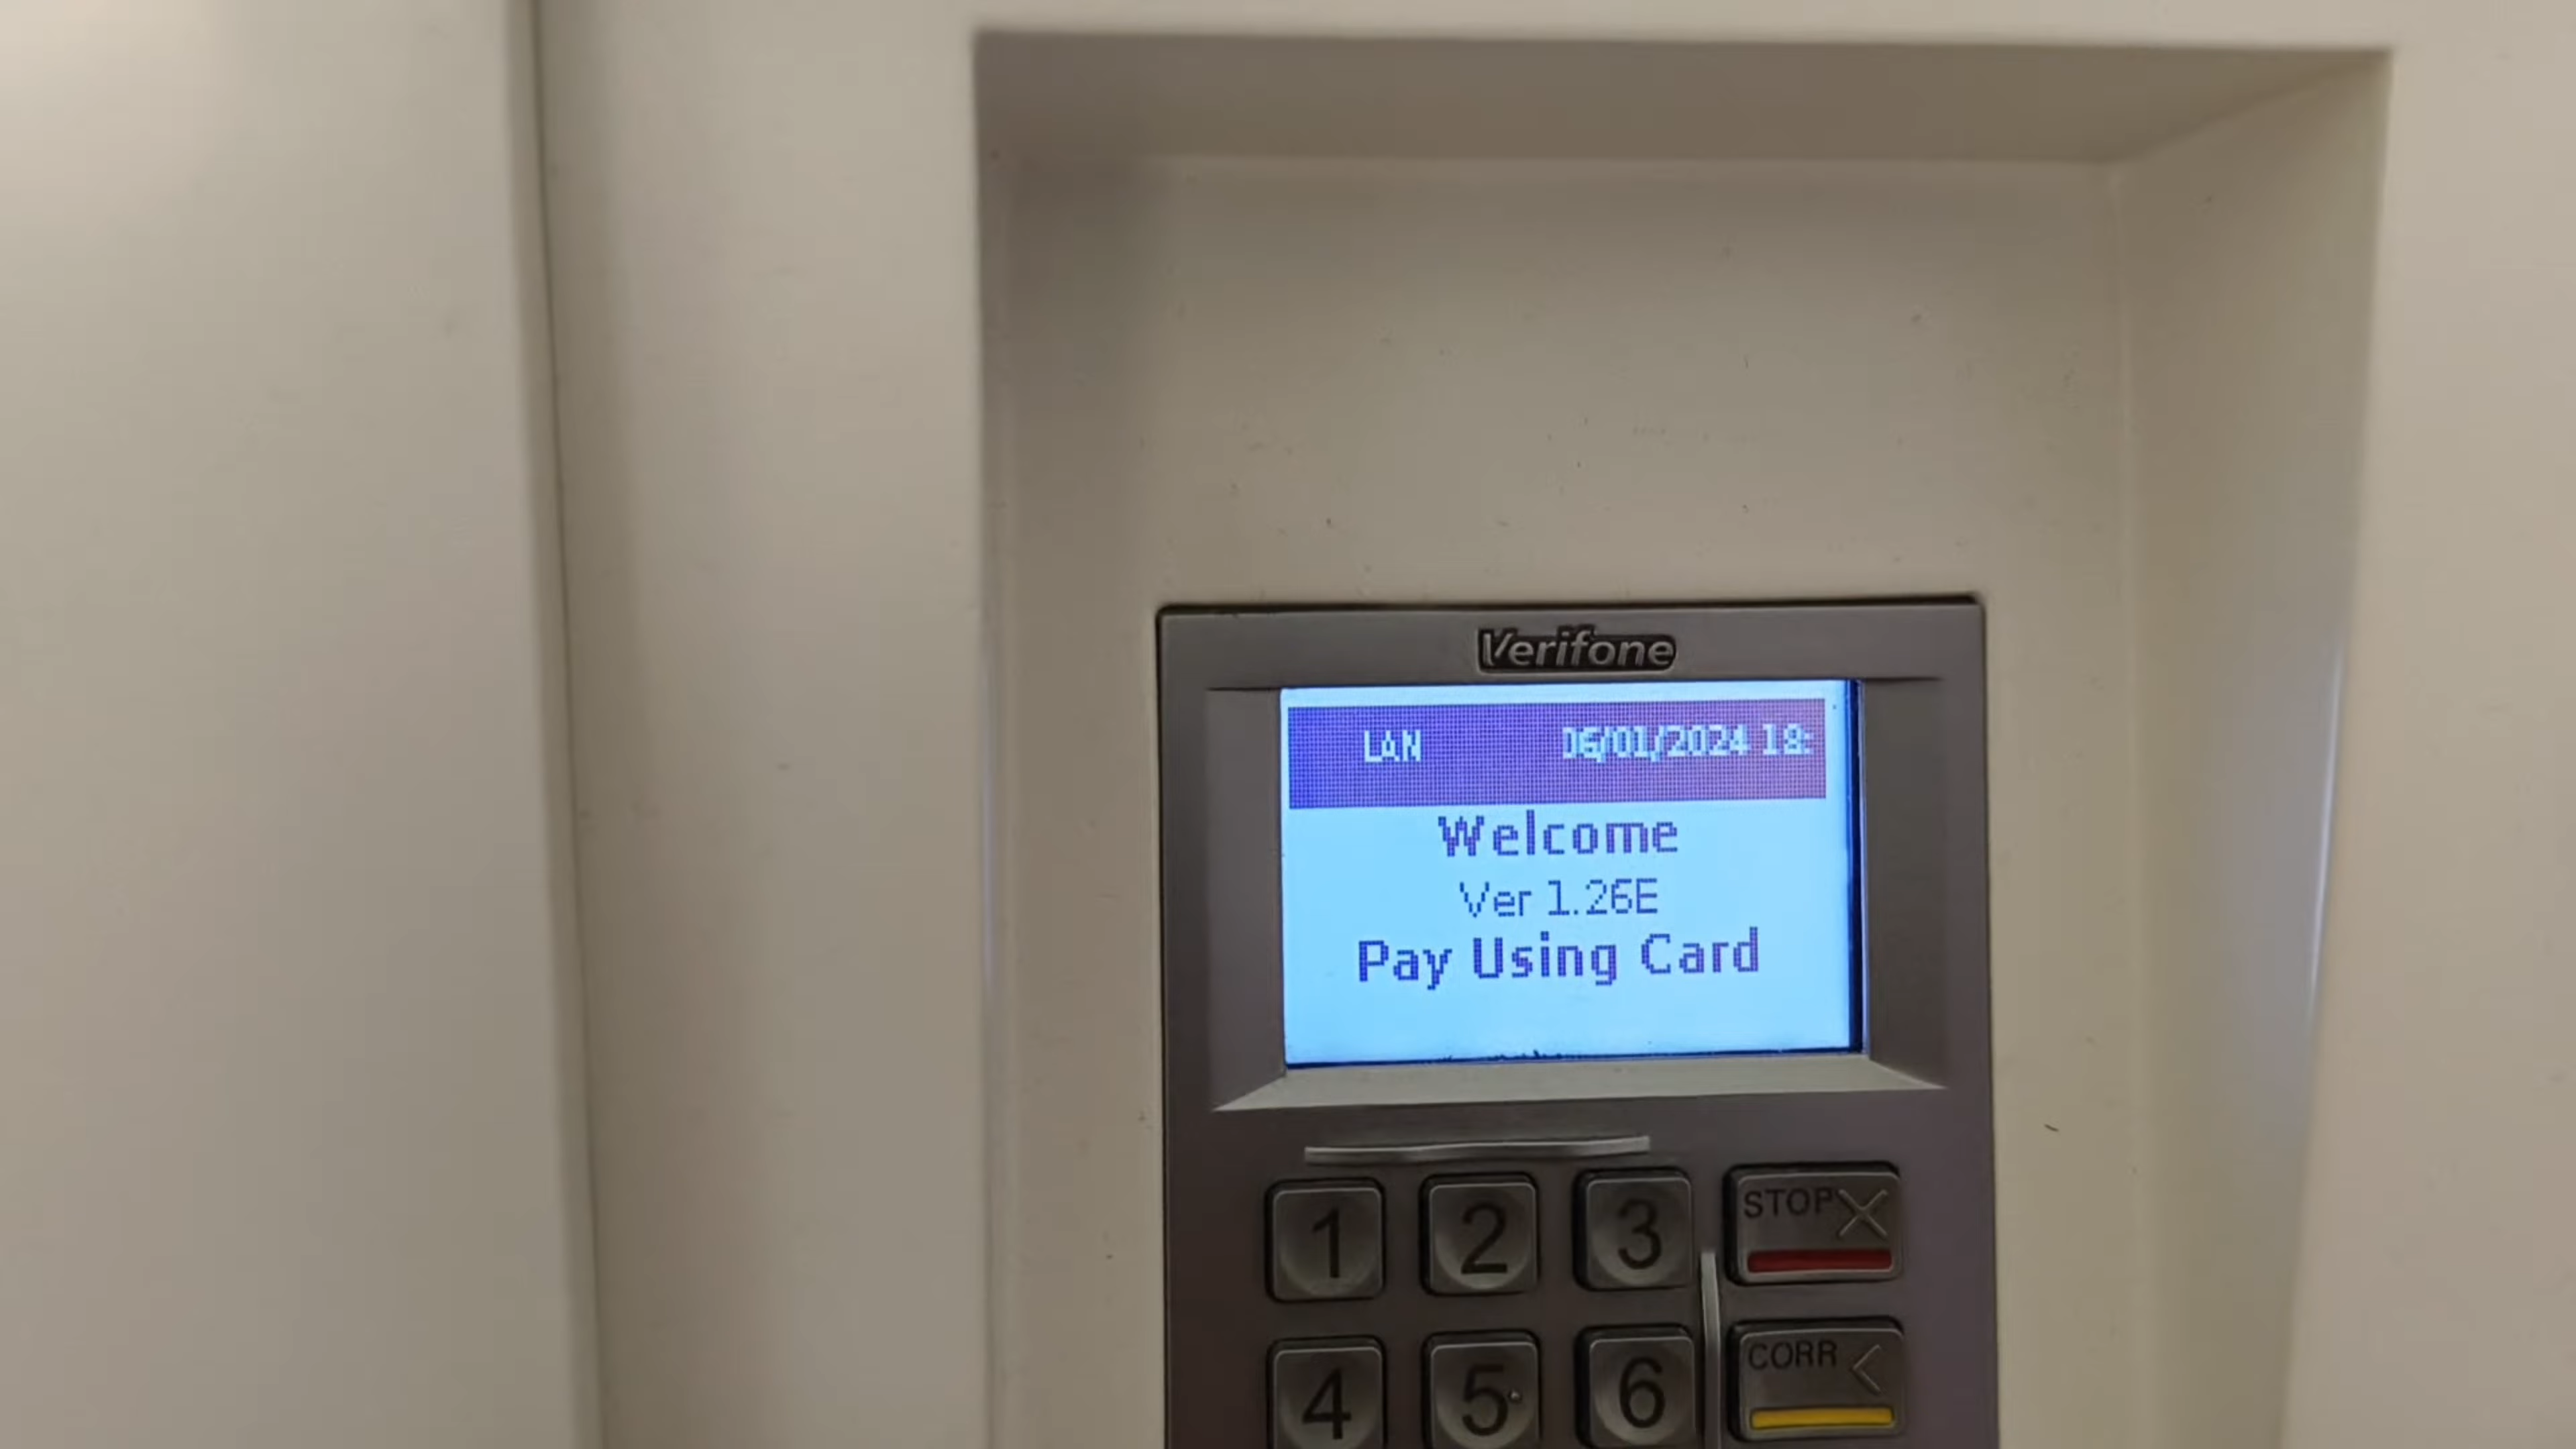 Verifone
LAN 06/01/2024 18:
Welcome
Ver 1.26E
Pay Using Card
1 2 3 STOP
4 5 6 CORR